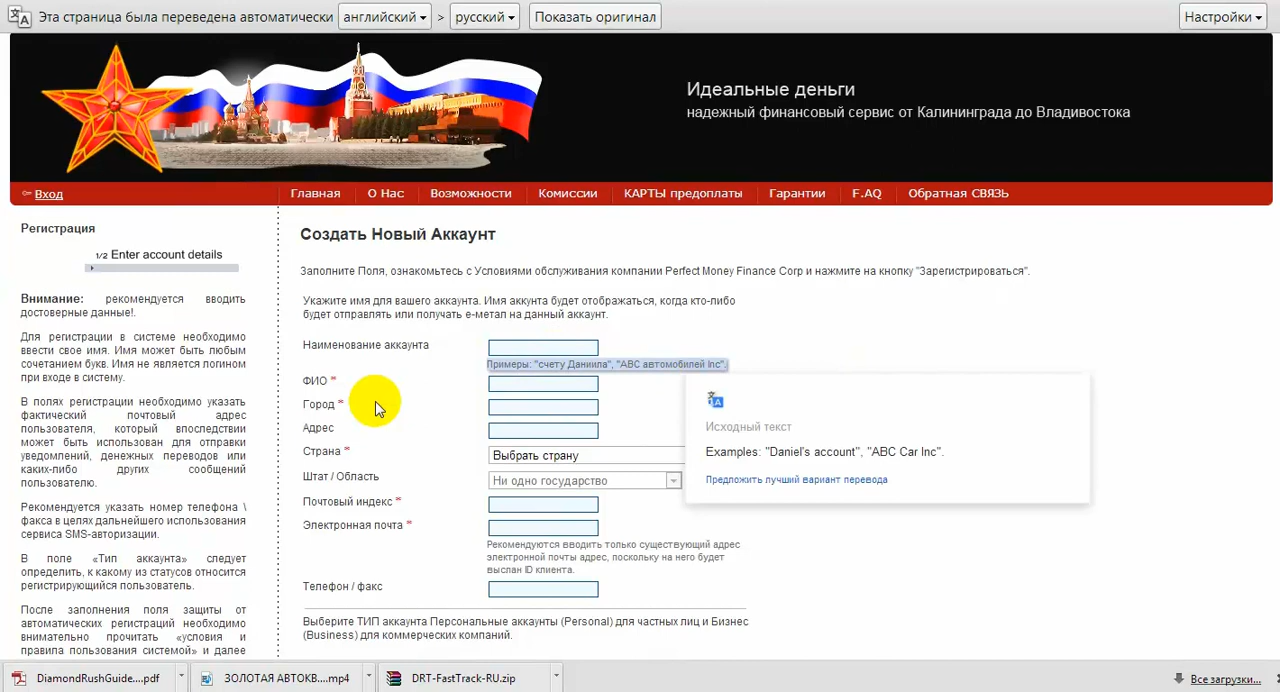 Эта страница была переведена автоматически английский > русский Показать оригинал Настройки
Идеальные деньги
надежный финансовый сервис от Калининграда до Владивостока
Вход Главная О Нас Возможности Комиссии КАРТЫ предоплаты Гарантии F.AQ Обратная СВЯЗЬ
Регистрация
1/2 Enter account details
Внимание: рекомендуется вводить
достоверные данные!.
Для регистрации в системе необходимо
ввести свое имя. Имя может быть любым
сочетанием букв. Имя не является логином
при входе в систему.
В полях регистрации необходимо указать
фактический почтовый адрес
пользователя, который впоследствии
может быть использован для отправки
уведомлений, денежных переводов или
каких-либо других сообщений
пользователю.
Рекомендуется указать номер телефона \
факса в целях дальнейшего использования
сервиса SMS-авторизации.
В поле «Тип аккаунта» следует
определить, к какому из статусов относится
регистрирующийся пользователь.
После заполнения поля защиты от
автоматических регистраций необходимо
внимательно прочитать «условия и
правила пользования системой» и далее
Создать Новый Аккаунт
Заполните Поля, ознакомьтесь с Условиями обслуживания компании Perfect Money Finance Corp и нажмите на кнопку "Зарегистрироваться".
Укажите имя для вашего аккаунта. Имя аккунта будет отображаться, когда кто-либо
будет отправлять или получать е-метал на данный аккаунт.
Наименование аккаунта
Примеры: "счету Даниила", "ABC автомобилей Inc".
ФИО *
Город *
Адрес
Страна * Выбрать страну
Штат / Область Ни одно государство
Почтовый индекс *
Электронная почта *
Рекомендуются вводить только существующий адрес
электронной почты адрес, поскольку на него будет
выслан ID клиента.
Телефон / факс
Выберите ТИП аккаунта Персональные аккаунты (Personal) для частных лиц и Бизнес
(Business) для коммерческих компаний.
Исходный текст
Examples: "Daniel's account", "ABC Car Inc".
Предложить лучший вариант перевода
DiamondRushGuide....pdf ЗОЛОТАЯ АВТОКВ....mp4 DRT-FastTrack-RU.zip Все загрузки...